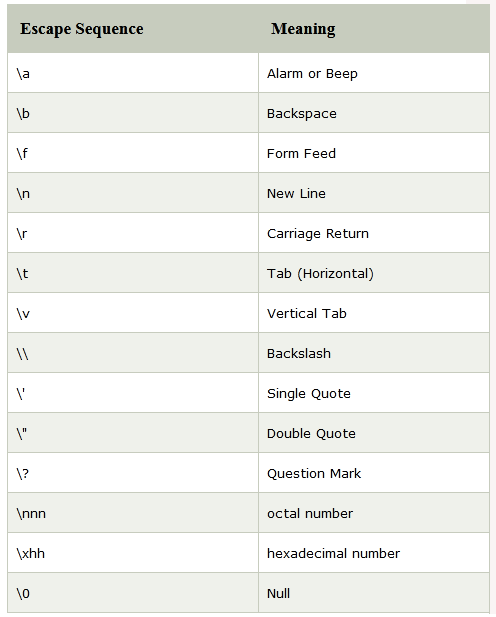 Escape Sequence Meaning
\a Alarm or Beep
\b Backspace
\f Form Feed
\n New Line
\r Carriage Return
\t Tab (Horizontal)
\v Vertical Tab
\\ Backslash
\' Single Quote
\" Double Quote
\? Question Mark
\nnn octal number
\xhh hexadecimal number
\0 Null